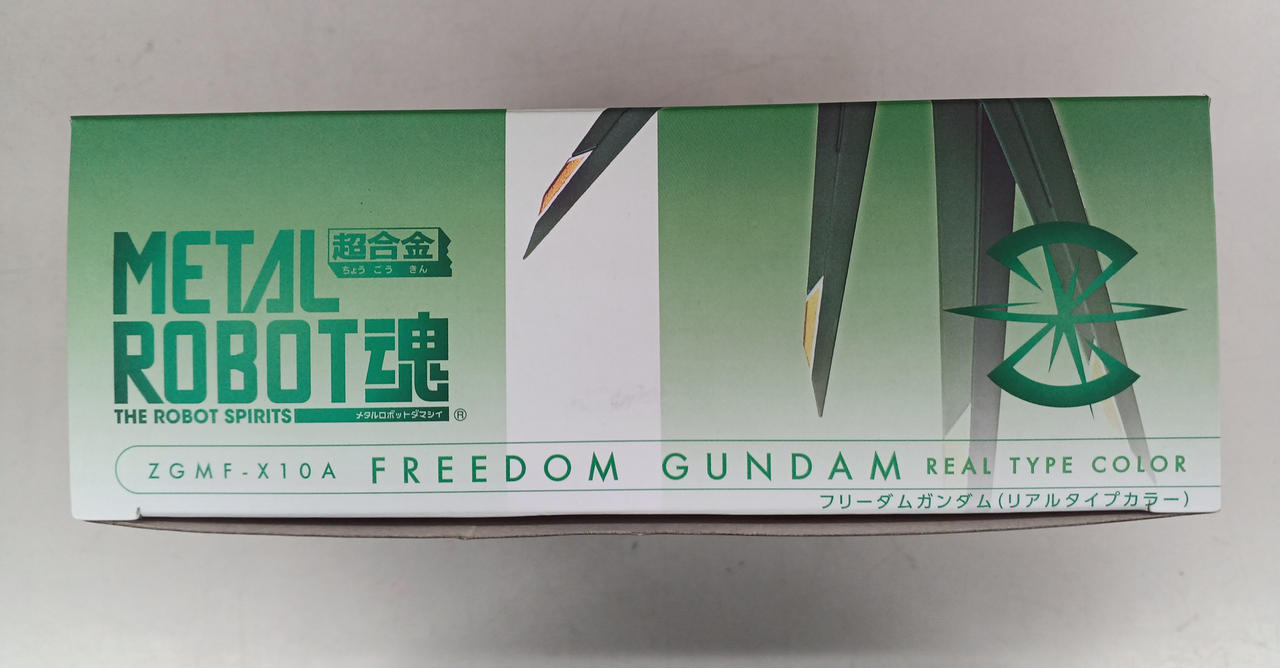 METAL 超合金
ちょう ごう きん
ROBOT魂
THE ROBOT SPIRITS メタルロボットダマシイ ®
ZGMF-X10A FREEDOM GUNDAM REAL TYPE COLOR
フリーダムガンダム(リアルタイプカラー)